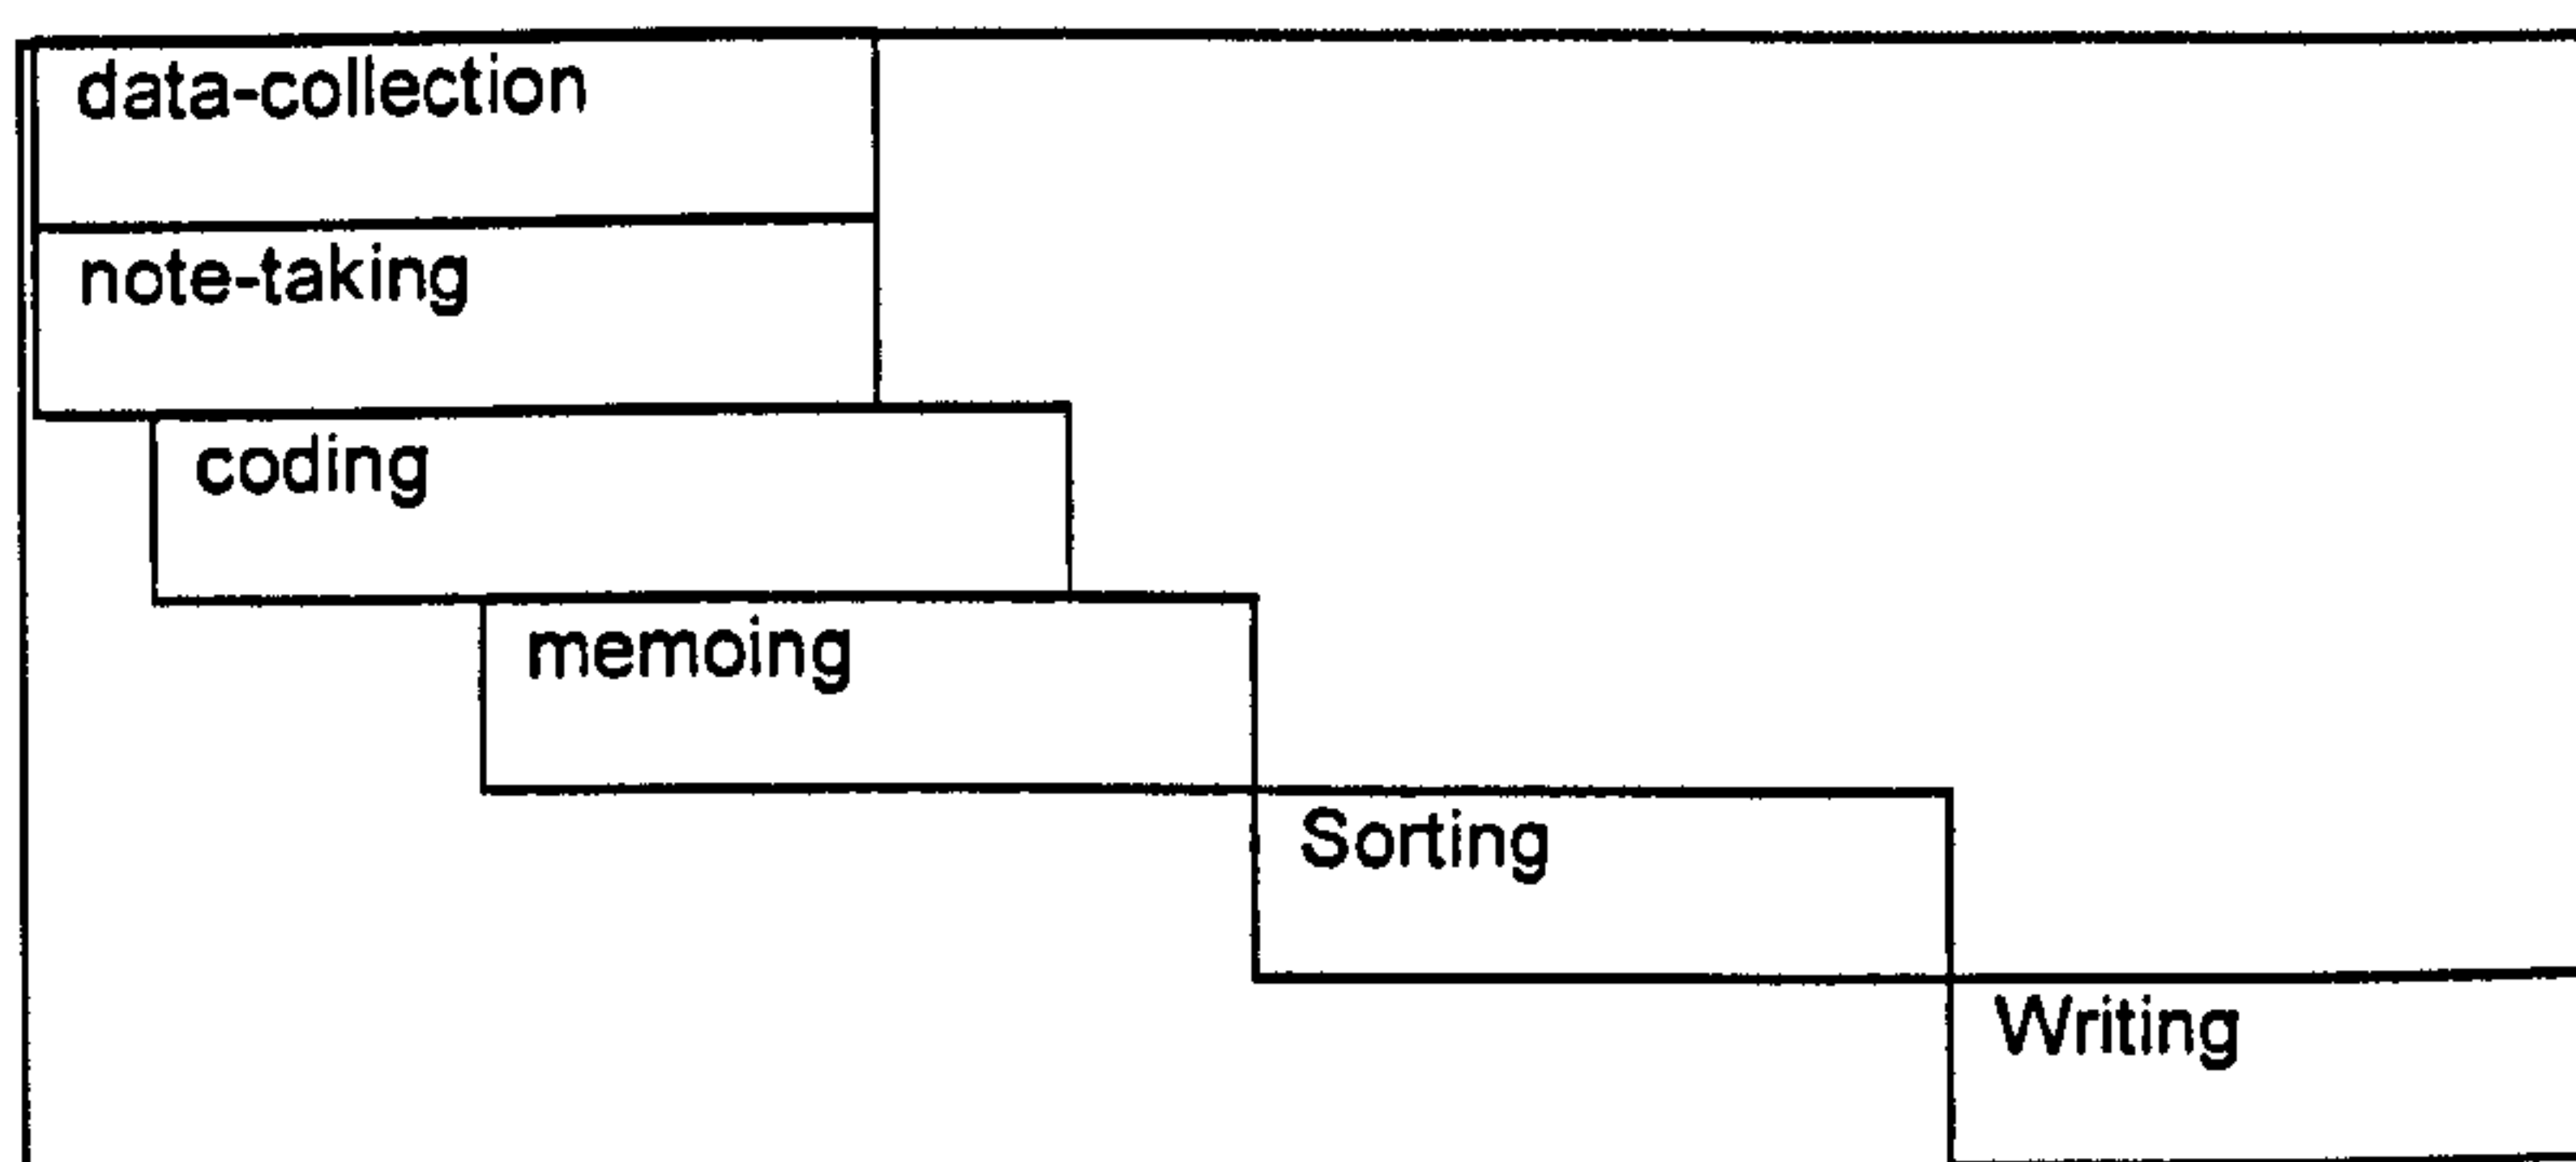 data-collection
note-taking
coding
memoing
Sorting
Writing